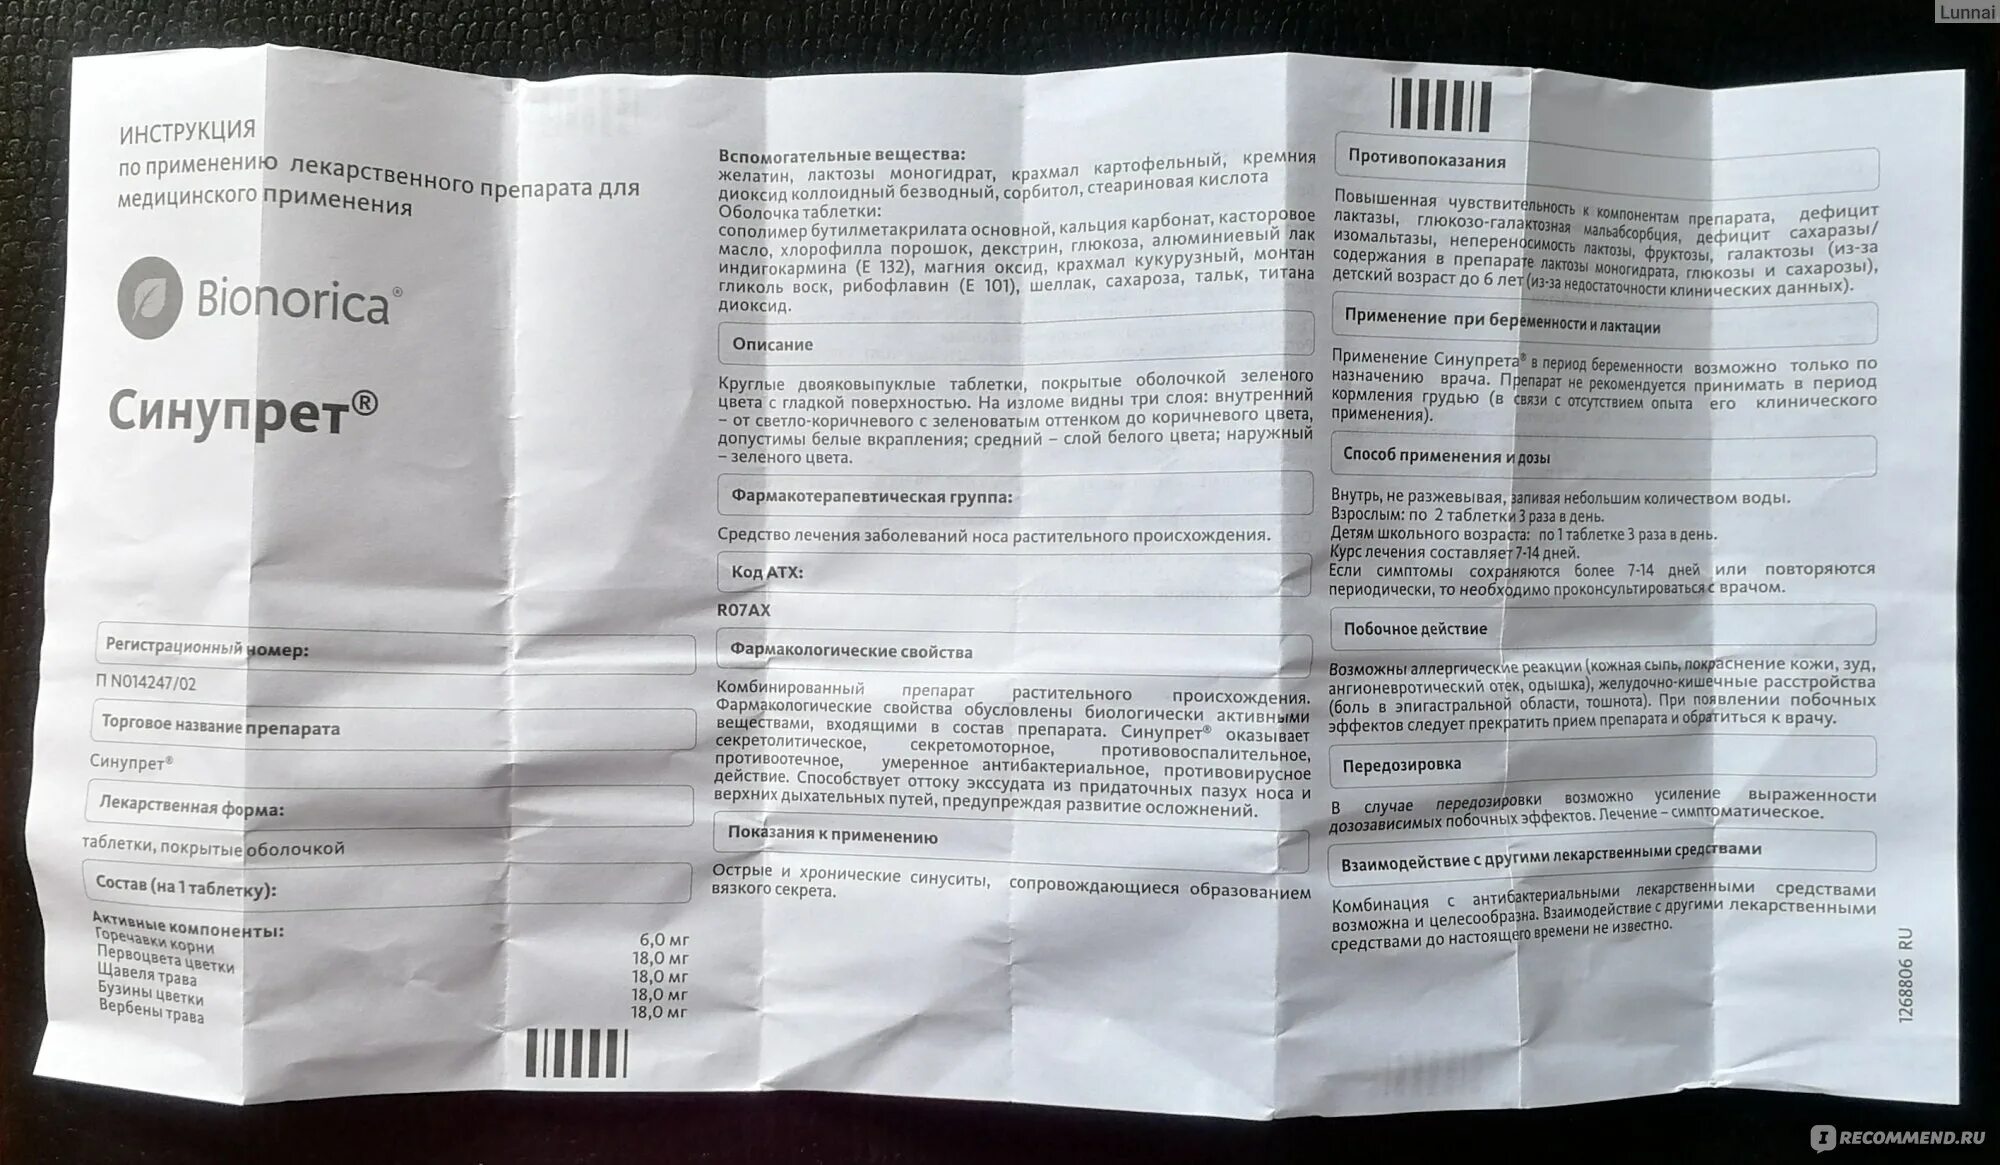 Lunnai
ИНСТРУКЦИЯ
по применению лекарственного препарата для
медицинского применения
Bionorica®
Синупрет®
Регистрационный номер:
П N014247/02
Торговое название препарата
Синупрет®
Лекарственная форма:
таблетки, покрытые оболочкой
Состав (на 1 таблетку):
Активные компоненты:
Горечавки корни 6,0 мг
Первоцвета цветки 18,0 мг
Щавеля трава 18,0 мг
Бузины цветки 18,0 мг
Вербены трава 18,0 мг
Вспомогательные вещества:
желатин, лактозы моногидрат, крахмал картофельный, кремния
диоксид коллоидный безводный, сорбитол, стеариновая кислота
Оболочка таблетки:
сополимер бутилметакрилата основной, кальция карбонат, касторовое
масло, хлорофилла порошок, декстрин, глюкоза, алюминиевый лак
индигокармина (Е 132), магния оксид, крахмал кукурузный, монтан
гликоль воск, рибофлавин (Е 101), шеллак, сахароза, тальк, титана
диоксид.
Описание
Круглые двояковыпуклые таблетки, покрытые оболочкой зеленого
цвета с гладкой поверхностью. На изломе видны три слоя: внутренний
– от светло-коричневого с зеленоватым оттенком до коричневого цвета,
допустимы белые вкрапления; средний – слой белого цвета; наружный
– зеленого цвета.
Фармакотерапевтическая группа:
Средство лечения заболеваний носа растительного происхождения.
Код АТХ:
R07AX
Фармакологические свойства
Комбинированный препарат растительного происхождения.
Фармакологические свойства обусловлены биологически активными
веществами, входящими в состав препарата. Синупрет® оказывает
секретолитическое, секретомоторное, противовоспалительное,
противоотечное, умеренное антибактериальное, противовирусное
действие. Способствует оттоку экссудата из придаточных пазух носа и
верхних дыхательных путей, предупреждая развитие осложнений.
Показания к применению
Острые и хронические синуситы, сопровождающиеся образованием
вязкого секрета.
Противопоказания
Повышенная чувствительность к компонентам препарата, дефицит
лактазы, глюкозо-галактозная мальабсорбция, дефицит сахаразы/
изомальтазы, непереносимость лактозы, фруктозы, галактозы (из-за
содержания в препарате лактозы моногидрата, глюкозы и сахарозы),
детский возраст до 6 лет (из-за недостаточности клинических данных).
Применение при беременности и лактации
Применение Синупрета® в период беременности возможно только по
назначению врача. Препарат не рекомендуется принимать в период
кормления грудью (в связи с отсутствием опыта его клинического
применения).
Способ применения и дозы
Внутрь, не разжевывая, запивая небольшим количеством воды.
Взрослым: по 2 таблетки 3 раза в день.
Детям школьного возраста: по 1 таблетке 3 раза в день.
Курс лечения составляет 7-14 дней.
Если симптомы сохраняются более 7-14 дней или повторяются
периодически, то необходимо проконсультироваться с врачом.
Побочное действие
Возможны аллергические реакции (кожная сыпь, покраснение кожи, зуд,
ангионевротический отек, одышка), желудочно-кишечные расстройства
(боль в эпигастральной области, тошнота). При появлении побочных
эффектов следует прекратить прием препарата и обратиться к врачу.
Передозировка
В случае передозировки возможно усиление выраженности
дозозависимых побочных эффектов. Лечение – симптоматическое.
Взаимодействие с другими лекарственными средствами
Комбинация с антибактериальными лекарственными средствами
возможна и целесообразна. Взаимодействие с другими лекарственными
средствами до настоящего времени не известно.
1268806 RU
IRECOMMEND.RU